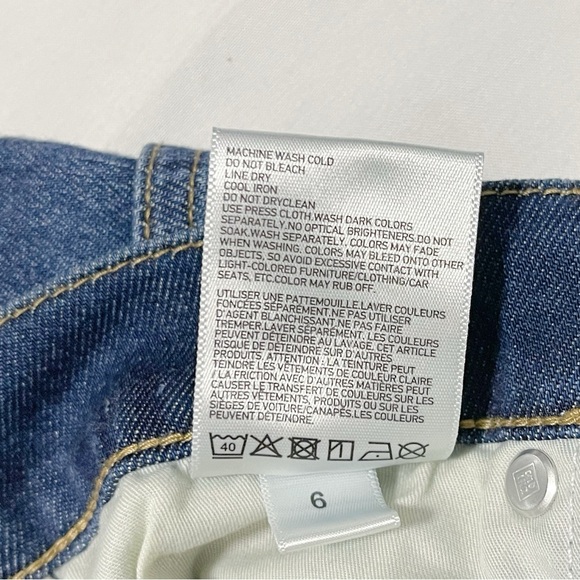 MACHINE WASH COLD
DO NOT BLEACH
LINE DRY
COOL IRON
DO NOT DRYCLEAN
USE PRESS CLOTH.WASH DARK COLORS
SEPARATELY.NO OPTICAL BRIGHTENERS.DO NOT
SOAK.WASH SEPARATELY. COLORS MAY FADE
WHEN WASHING. COLORS MAY BLEED ONTO OTHER
OBJECTS, SO AVOID EXCESSIVE CONTACT WITH
LIGHT-COLORED FURNITURE/CLOTHING/CAR
SEATS, ETC.COLOR MAY RUB OFF.
UTILISER UNE PATTEMOUILLE.LAVER COULEURS
FONCÉES SÉPARÉMENT.NE PAS UTILISER
D'AGENT BLANCHISSANT.NE PAS FAIRE
TREMPER.LAVER SÉPARÉMENT. LES COULEURS
PEUVENT DÉTEINDRE AU LAVAGE. CET ARTICLE
RISQUE DE DÉTEINDRE SUR D'AUTRES
PRODUITS. ATTENTION : LA TEINTURE PEUT
TEINDRE LES VÊTEMENTS DE COULEUR CLAIRE
/ LA FRICTION AVEC D'AUTRES MATIÈRES PEUT
CAUSER LE TRANSFERT DE COULEURS SUR LES
PRODUITS DE COULEUR PÂLE OU SUR LES
SIÈGES DE VOITURE/CANAPÉS.LES COULEURS
PEUVENT DÉTEINDRE.
40
6